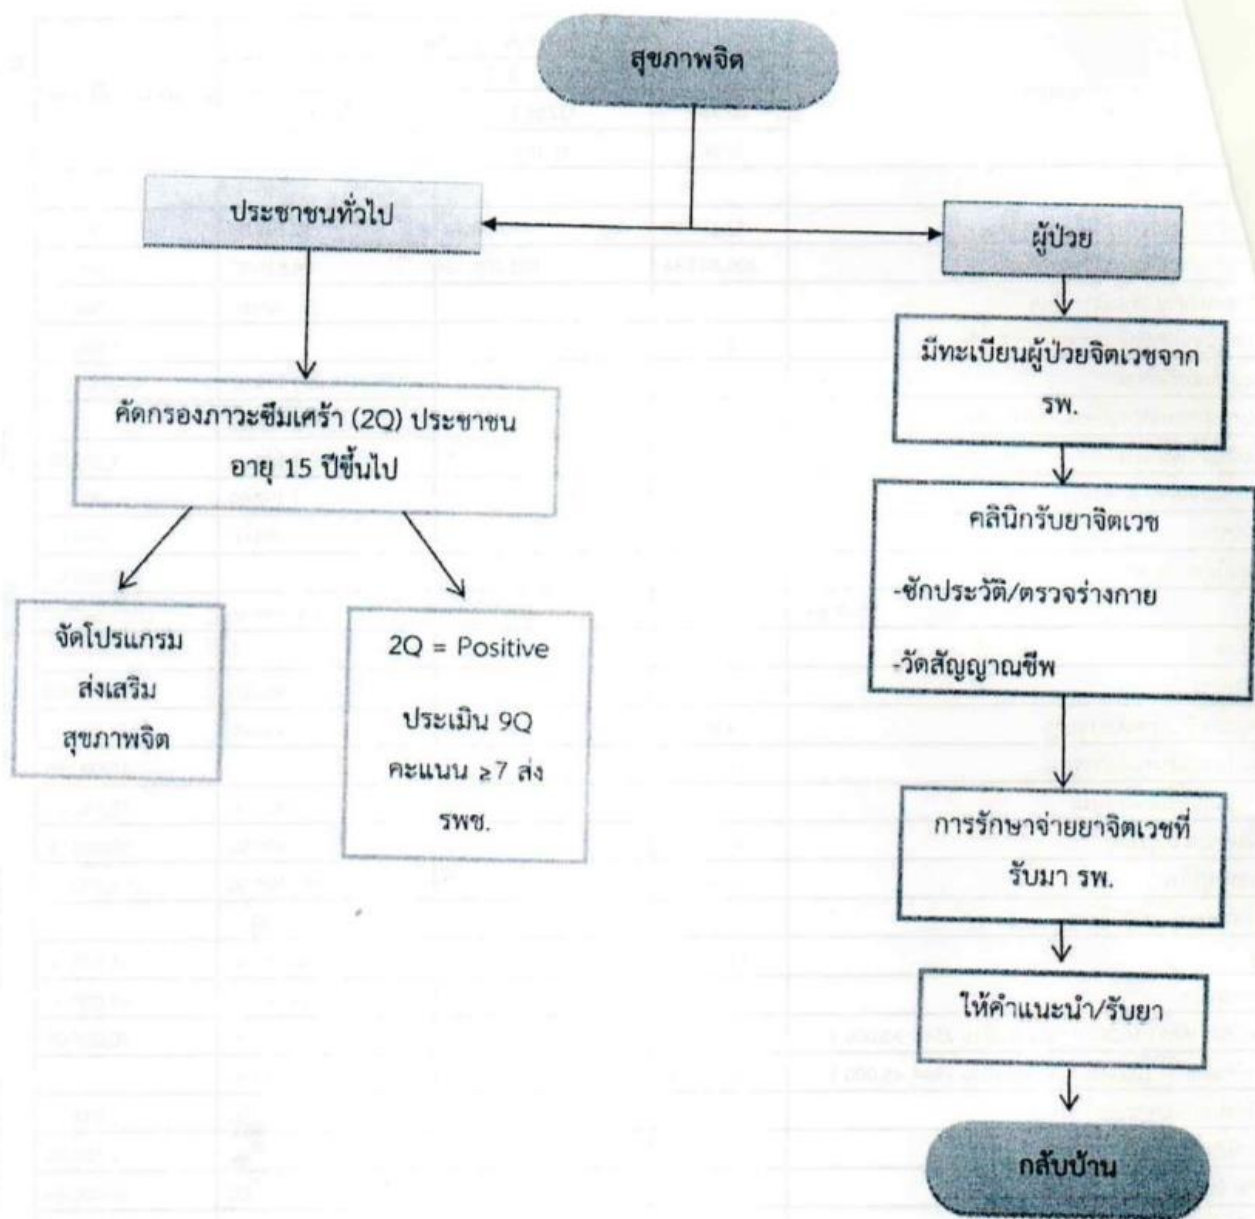 สุขภาพจิต
ประชาชนทั่วไป
ผู้ป่วย
คัดกรองภาวะซึมเศร้า (2Q) ประชาชน
อายุ 15 ปีขึ้นไป
จัดโปรแกรม
ส่งเสริม
สุขภาพจิต
2Q = Positive
ประเมิน 9Q
คะแนน ≥7 ส่ง
รพช.
มีทะเบียนผู้ป่วยจิตเวชจาก
รพ.
คลินิกรับยาจิตเวช
-ซักประวัติ/ตรวจร่างกาย
-วัดสัญญาณชีพ
การรักษาจ่ายยาจิตเวชที่
รับมา รพ.
ให้คำแนะนำ/รับยา
กลับบ้าน